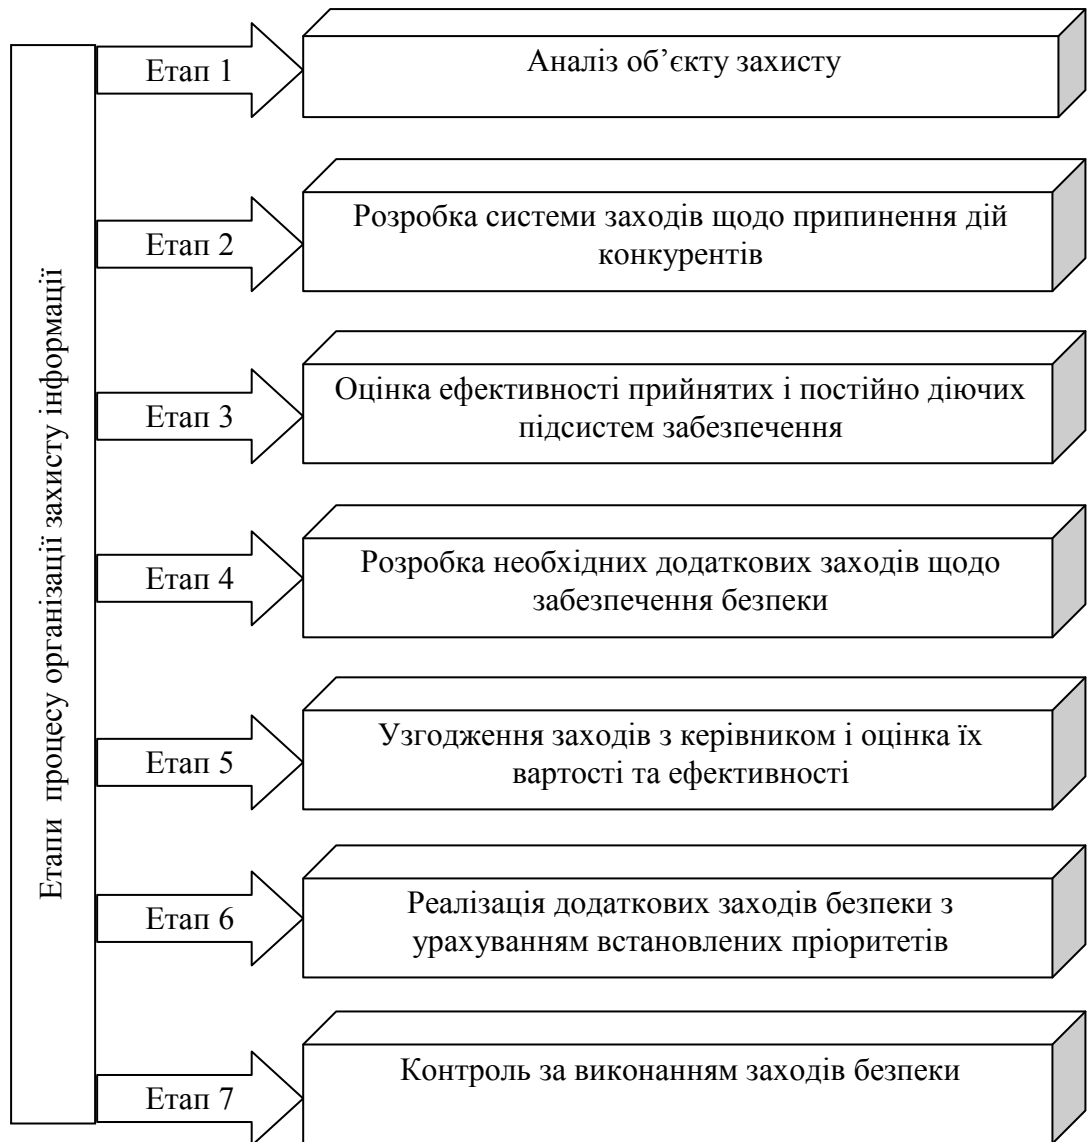 Етапи процесу організації захисту інформації
Етап 1
Аналіз об’єкту захисту
Етап 2
Розробка системи заходів щодо припинення дій
конкурентів
Етап 3
Оцінка ефективності прийнятих і постійно діючих
підсистем забезпечення
Етап 4
Розробка необхідних додаткових заходів щодо
забезпечення безпеки
Етап 5
Узгодження заходів з керівником і оцінка їх
вартості та ефективності
Етап 6
Реалізація додаткових заходів безпеки з
урахуванням встановлених пріоритетів
Етап 7
Контроль за виконанням заходів безпеки